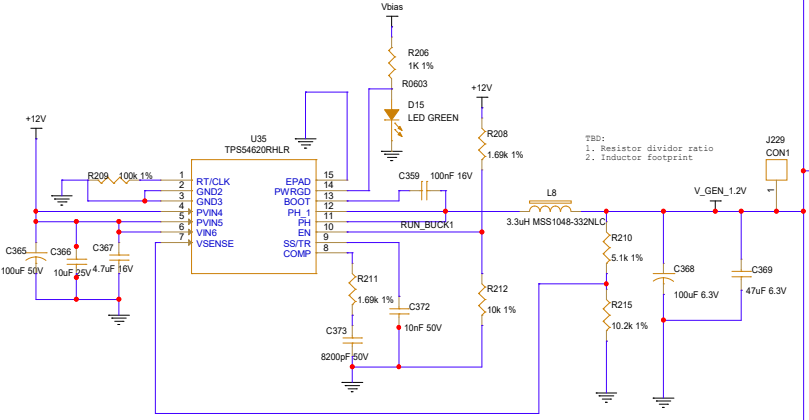 Vbias
R206
1K 1%
R0603
D15
LED GREEN
+12V
+12V
U35
TPS54620RHLR
R208
1.69k 1%
TBD:
1. Resistor dividor ratio
2. Inductor footprint
J229
CON1
1
R209 100k 1%
1 RT/CLK
2 GND2
3 GND3
4 PVIN4
5 PVIN5
6 VIN6
7 VSENSE
EPAD 15
PWRGD 14
BOOT 13
PH_1 12
PH 11
EN 10
SS/TR 9
COMP 8
C359 100nF 16V
RUN_BUCK1
L8
3.3uH MSS1048-332NLC
V_GEN_1.2V
C365
100uF 50V
C366
10uF 25V
C367
4.7uF 16V
R210
5.1k 1%
R211
1.69k 1%
R212
10k 1%
R215
10.2k 1%
C368
100uF 6.3V
C369
47uF 6.3V
C372
10nF 50V
C373
8200pF 50V